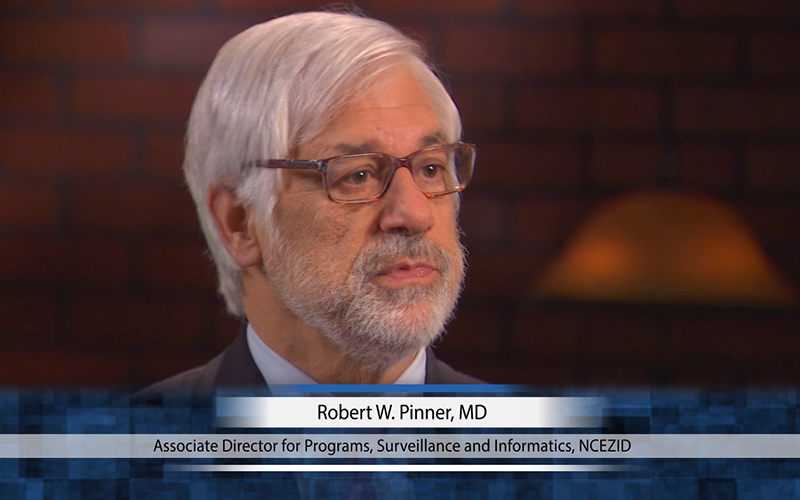 Robert W. Pinner, MD
Associate Director for Programs, Surveillance and Informatics, NCEZID